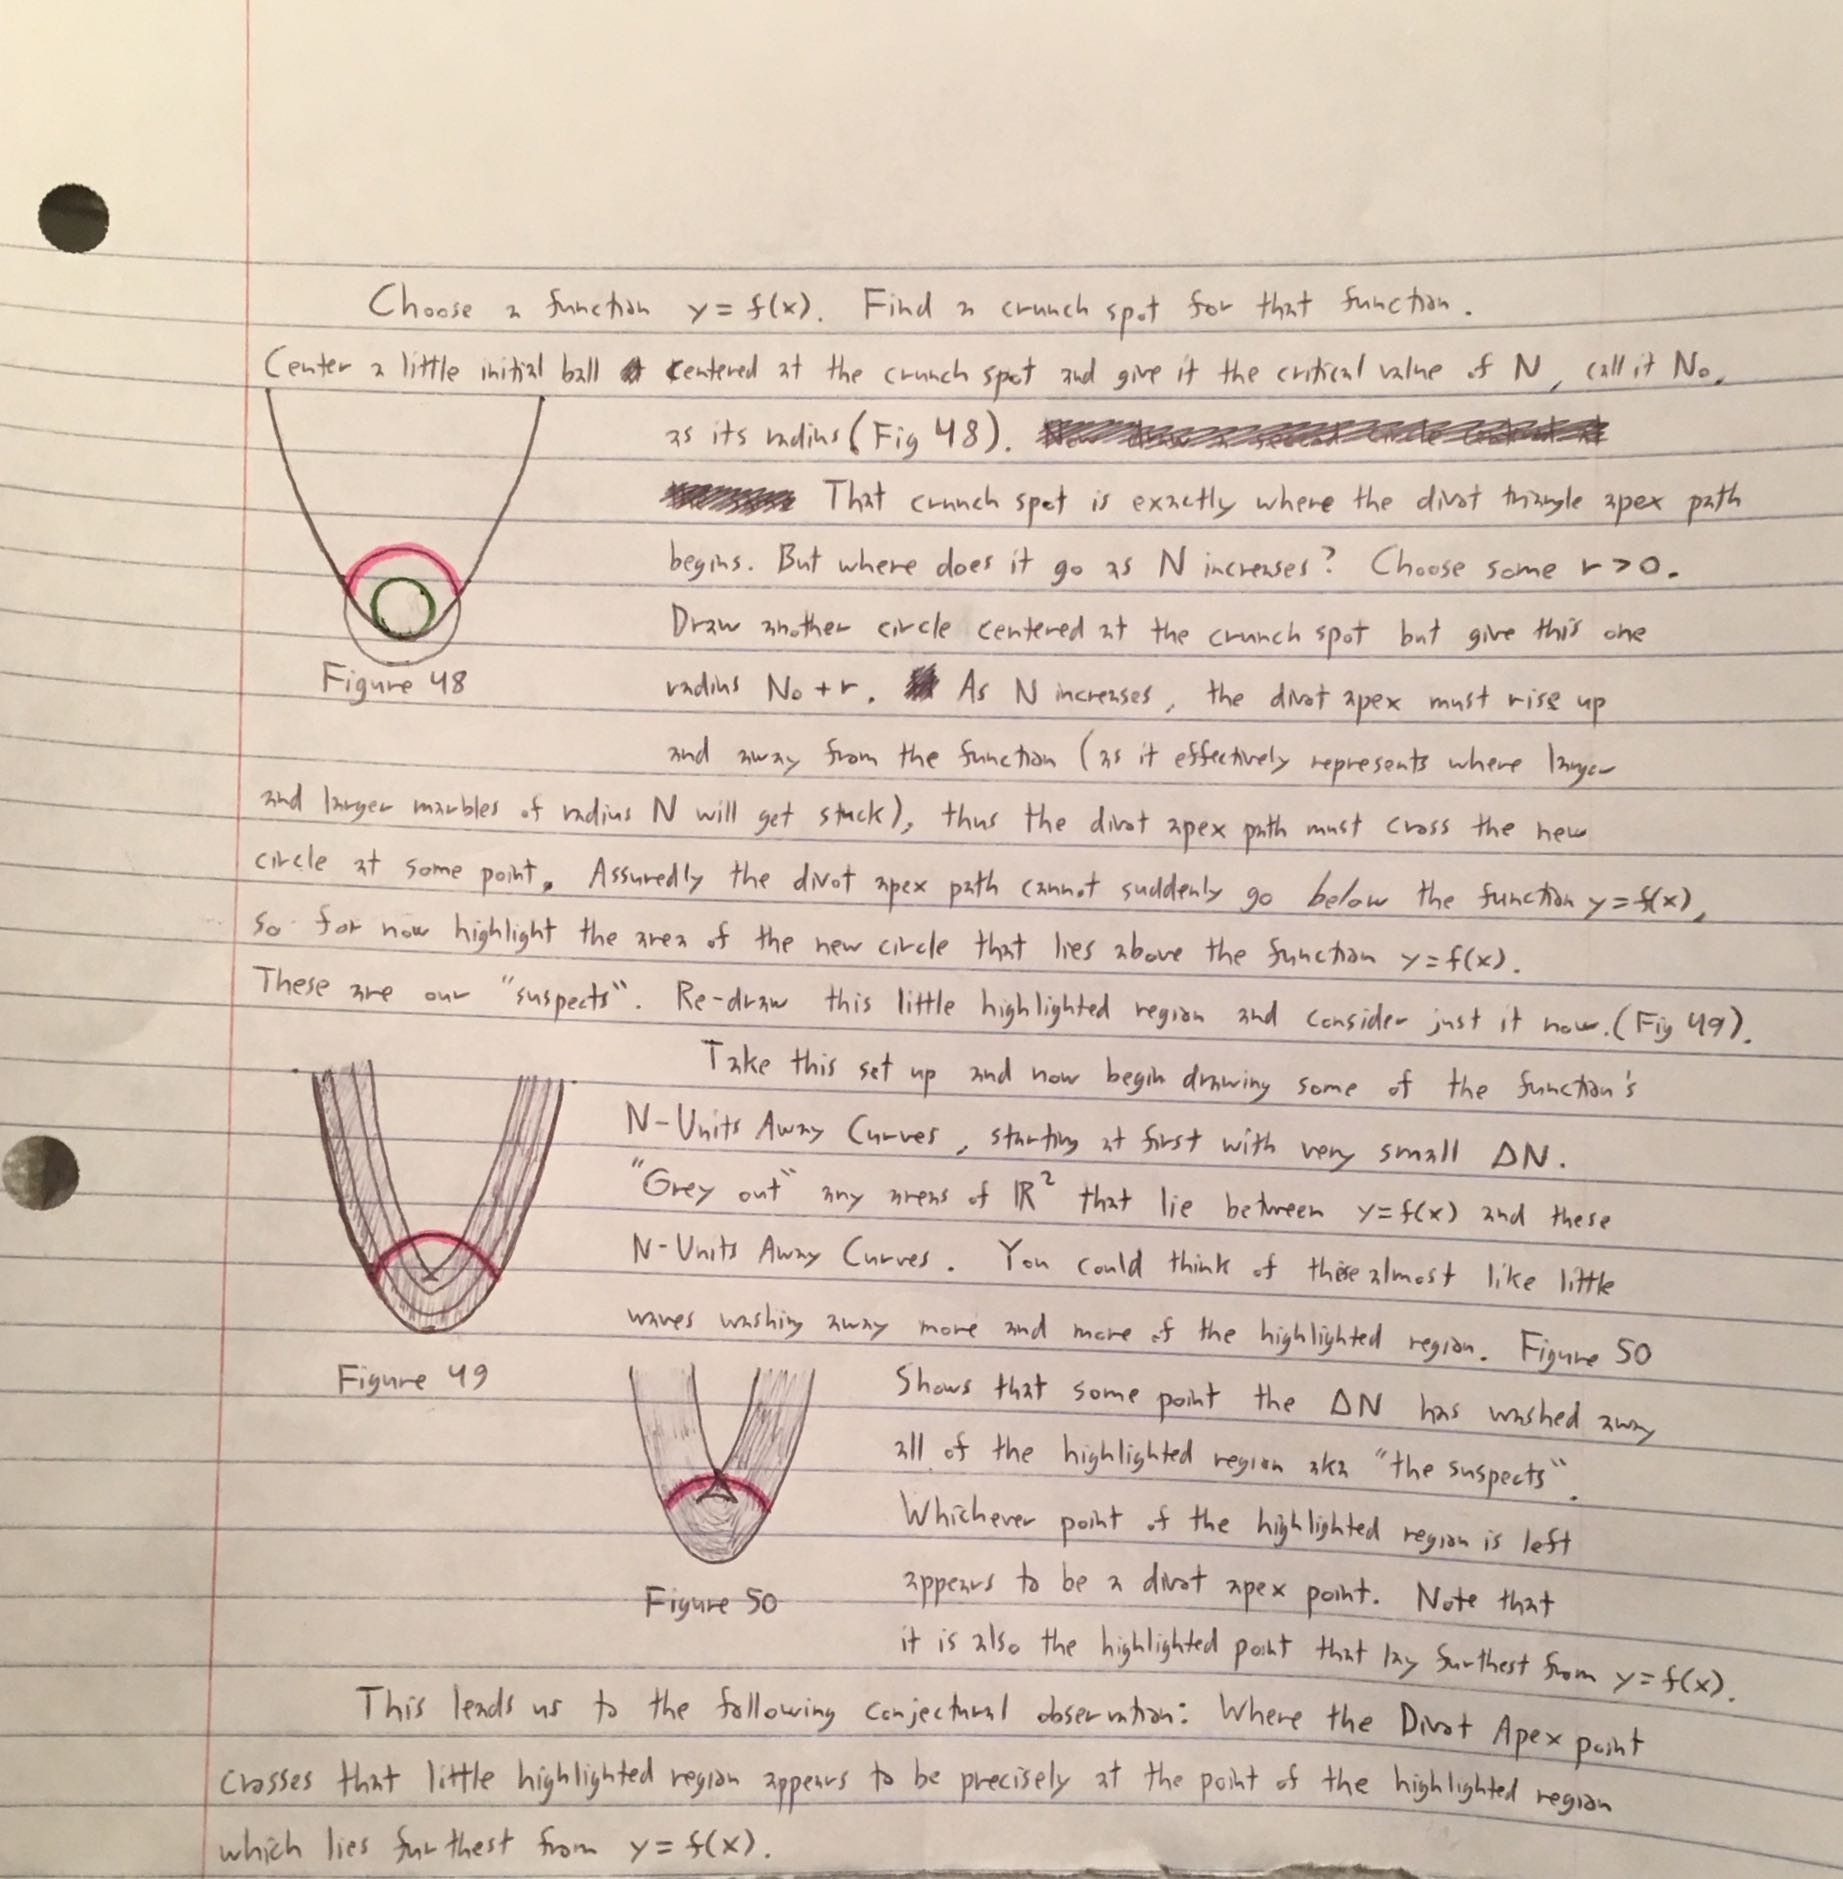 Choose a function y = f(x). Find a crunch spot for that function.
Center a little initial ball centered at the crunch spot and give it the critical value of N, call it N₀,
as its radius (Fig 48).
That crunch spot is exactly where the divot triangle apex path
begins. But where does it go as N increases? Choose some r > 0.
Draw another circle centered at the crunch spot but give this one
Figure 48
radius N₀ + r. As N increases, the divot apex must rise up
and away from the function (as it effectively represents where larger
and larger marbles of radius N will get stuck), thus the divot apex path must cross the new
circle at some point. Assuredly the divot apex path cannot suddenly go below the function y = f(x),
so for now highlight the area of the new circle that lies above the function y = f(x).
These are our "suspects". Re-draw this little highlighted region and consider just it now. (Fig 49).
Take this set up and now begin drawing some of the function's
N-Units Away Curves, starting at first with very small ΔN.
"Grey out" any areas of ℝ² that lie between y = f(x) and these
N-Units Away Curves. You could think of these almost like little
waves washing away more and more of the highlighted region. Figure 50
Figure 49
Shows that some point the ΔN has washed away
all of the highlighted region aka "the suspects".
Whichever point of the highlighted region is left
appears to be a divot apex point. Note that
Figure 50
it is also the highlighted point that lay furthest from y = f(x).
This leads us to the following conjectural observation: Where the Divot Apex point
crosses that little highlighted region appears to be precisely at the point of the highlighted region
which lies furthest from y = f(x).